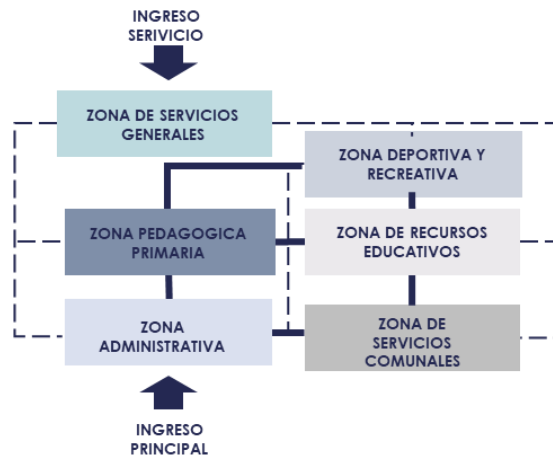 INGRESO
SERIVICIO
ZONA DE SERVICIOS
GENERALES
ZONA DEPORTIVA Y
RECREATIVA
ZONA PEDAGOGICA
PRIMARIA
ZONA DE RECURSOS
EDUCATIVOS
ZONA
ADMINISTRATIVA
ZONA DE
SERVICIOS
COMUNALES
INGRESO
PRINCIPAL